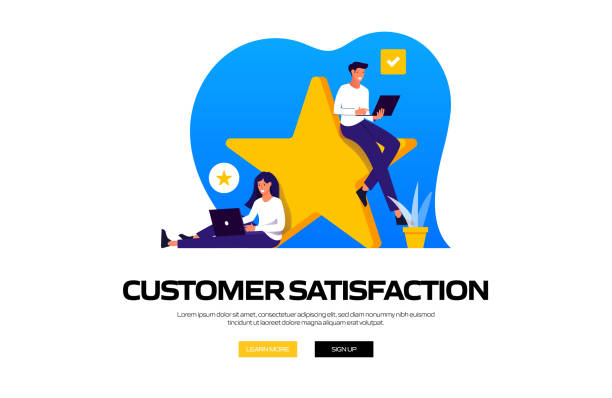 CUSTOMER SATISFACTION
Lorem ipsum dolor sit amet, consectetuer adipiscing elit, sed diam nonummy nibh euismod
tincidunt ut laoreet dolore magna aliquam erat volutpat.
LEARN MORE
SIGN UP